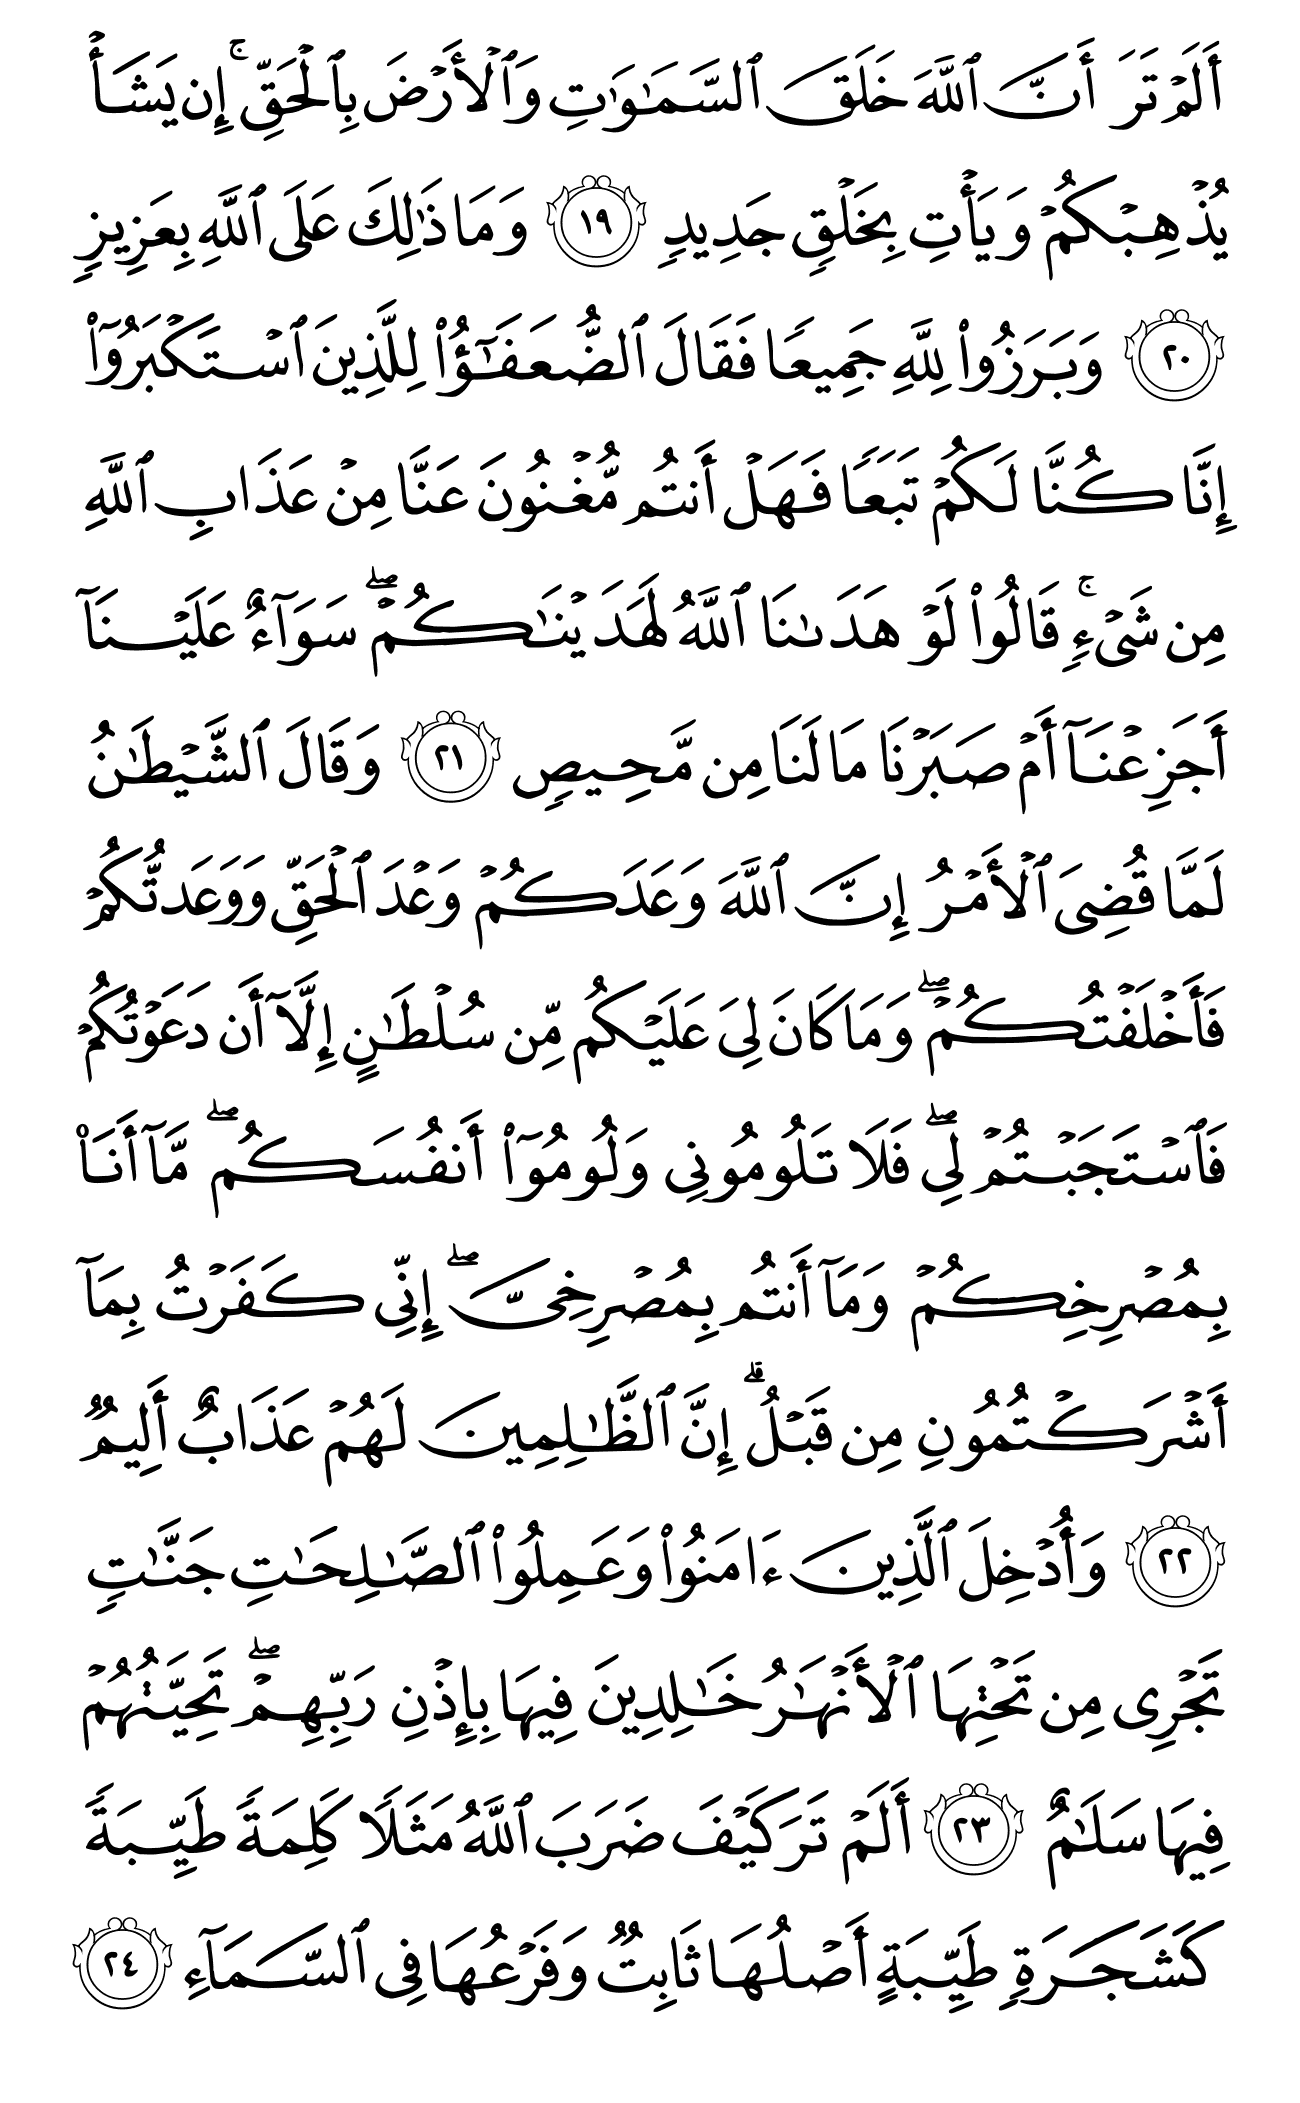 أَلَمۡ تَرَ أَنَّ ٱللَّهَ خَلَقَ ٱلسَّمَٰوَٰتِ وَٱلۡأَرۡضَ بِٱلۡحَقِّۚ إِن يَشَأۡ
يُذۡهِبۡكُمۡ وَيَأۡتِ بِخَلۡقٖ جَدِيدٖ ١٩ وَمَا ذَٰلِكَ عَلَى ٱللَّهِ بِعَزِيزٖ
٢٠ وَبَرَزُواْ لِلَّهِ جَمِيعٗا فَقَالَ ٱلضُّعَفَـٰٓؤُاْ لِلَّذِينَ ٱسۡتَكۡبَرُوٓاْ
إِنَّا كُنَّا لَكُمۡ تَبَعٗا فَهَلۡ أَنتُم مُّغۡنُونَ عَنَّا مِنۡ عَذَابِ ٱللَّهِ
مِن شَيۡءٖۚ قَالُواْ لَوۡ هَدَىٰنَا ٱللَّهُ لَهَدَيۡنَٰكُمۡۖ سَوَآءٌ عَلَيۡنَآ
أَجَزِعۡنَآ أَمۡ صَبَرۡنَا مَا لَنَا مِن مَّحِيصٖ ٢١ وَقَالَ ٱلشَّيۡطَٰنُ
لَمَّا قُضِيَ ٱلۡأَمۡرُ إِنَّ ٱللَّهَ وَعَدَكُمۡ وَعۡدَ ٱلۡحَقِّ وَوَعَدتُّكُمۡ
فَأَخۡلَفۡتُكُمۡۖ وَمَا كَانَ لِيَ عَلَيۡكُم مِّن سُلۡطَٰنٍ إِلَّآ أَن دَعَوۡتُكُمۡ
فَٱسۡتَجَبۡتُمۡ لِيۖ فَلَا تَلُومُونِي وَلُومُوٓاْ أَنفُسَكُمۖ مَّآ أَنَا۠
بِمُصۡرِخِكُمۡ وَمَآ أَنتُم بِمُصۡرِخِيَّۖ إِنِّي كَفَرۡتُ بِمَآ
أَشۡرَكۡتُمُونِ مِن قَبۡلُۗ إِنَّ ٱلظَّٰلِمِينَ لَهُمۡ عَذَابٌ أَلِيمٞ
٢٢ وَأُدۡخِلَ ٱلَّذِينَ ءَامَنُواْ وَعَمِلُواْ ٱلصَّٰلِحَٰتِ جَنَّٰتٖ
تَجۡرِي مِن تَحۡتِهَا ٱلۡأَنۡهَٰرُ خَٰلِدِينَ فِيهَا بِإِذۡنِ رَبِّهِمۡۖ تَحِيَّتُهُمۡ
فِيهَا سَلَٰمٌ ٢٣ أَلَمۡ تَرَ كَيۡفَ ضَرَبَ ٱللَّهُ مَثَلٗا كَلِمَةٗ طَيِّبَةٗ
كَشَجَرَةٖ طَيِّبَةٍ أَصۡلُهَا ثَابِتٞ وَفَرۡعُهَا فِي ٱلسَّمَآءِ ٢٤